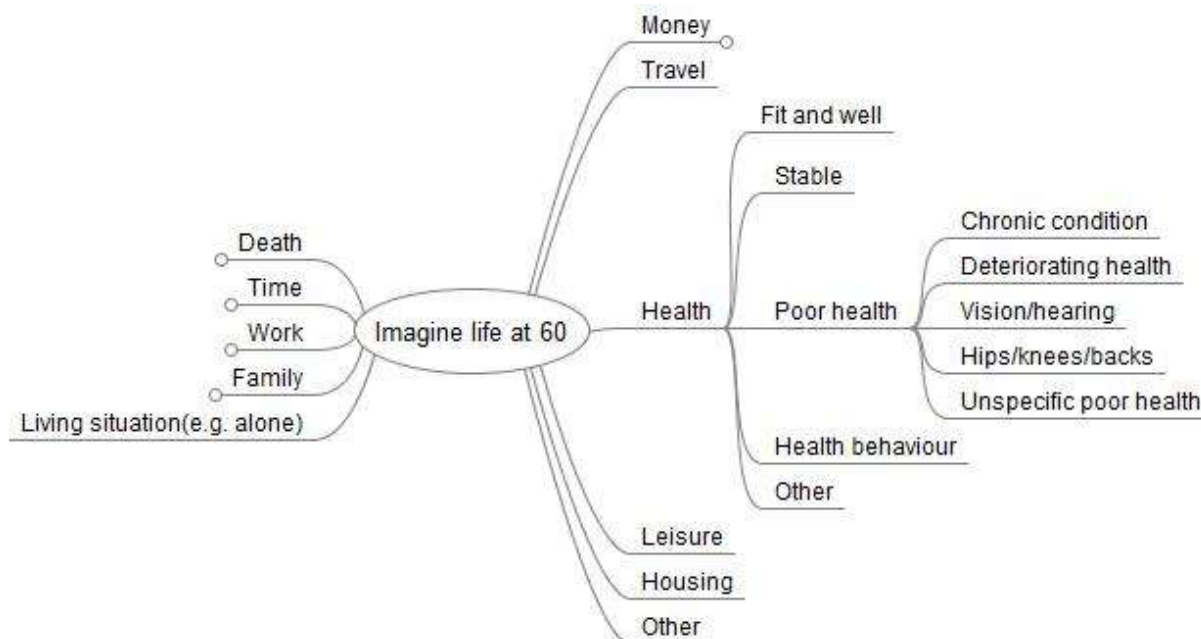 Money
Travel
Fit and well
Stable
Chronic condition
Deteriorating health
Vision/hearing
Hips/knees/backs
Unspecific poor health
Poor health
Health
Health behaviour
Other
Leisure
Housing
Other
Imagine life at 60
Death
Time
Work
Family
Living situation(e.g. alone)